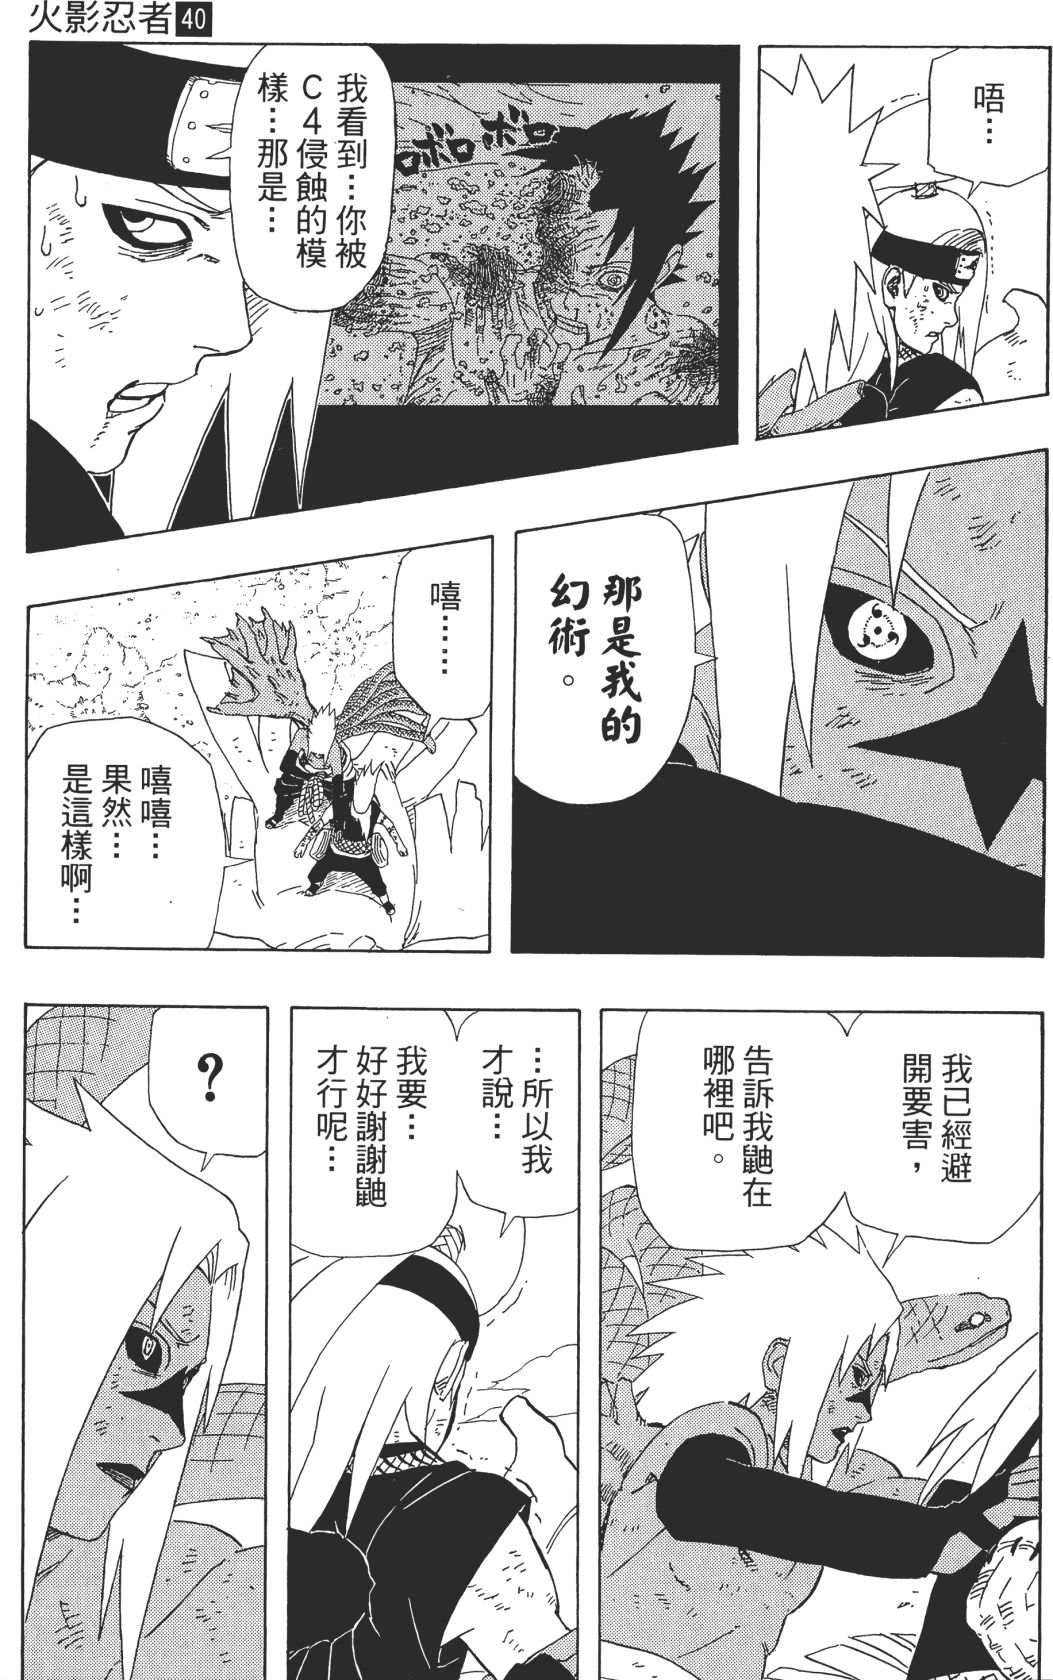 火影忍者 40
唔…
我看到…你被
C4侵蝕的模
樣…那是…
ボロ
ボロ
那是我的
幻術。
嘻……
嘻嘻…
果然…
是這樣啊…
我已經避
開要害，
告訴我鼬在
哪裡吧。
…所以我
才說…
我要…
好好謝謝鼬
才行呢…
？